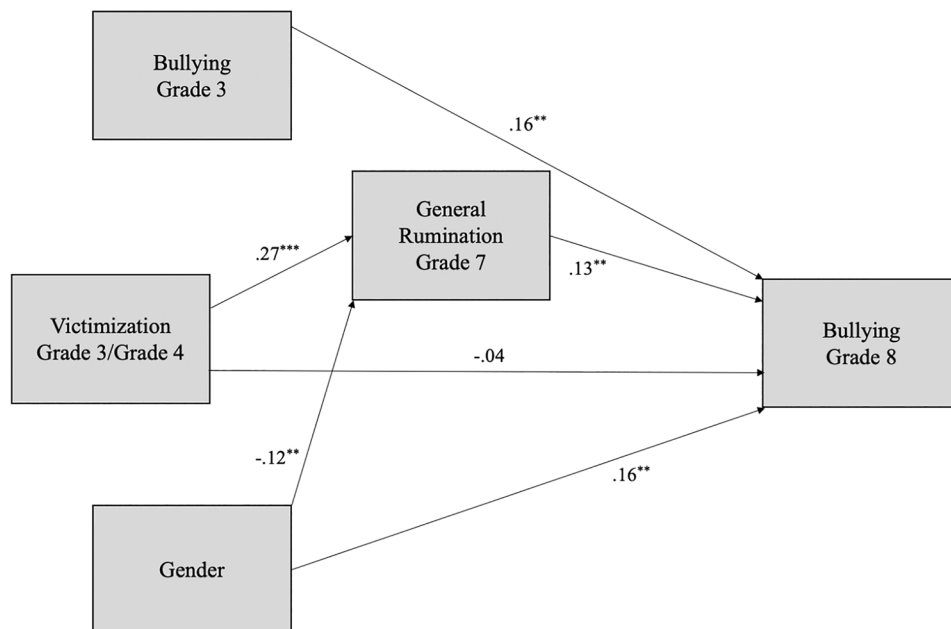 Bullying
Grade 3
.16**
General
Rumination
Grade 7
.27***
.13**
Victimization
Grade 3/Grade 4
-.04
Bullying
Grade 8
-.12**
.16**
Gender